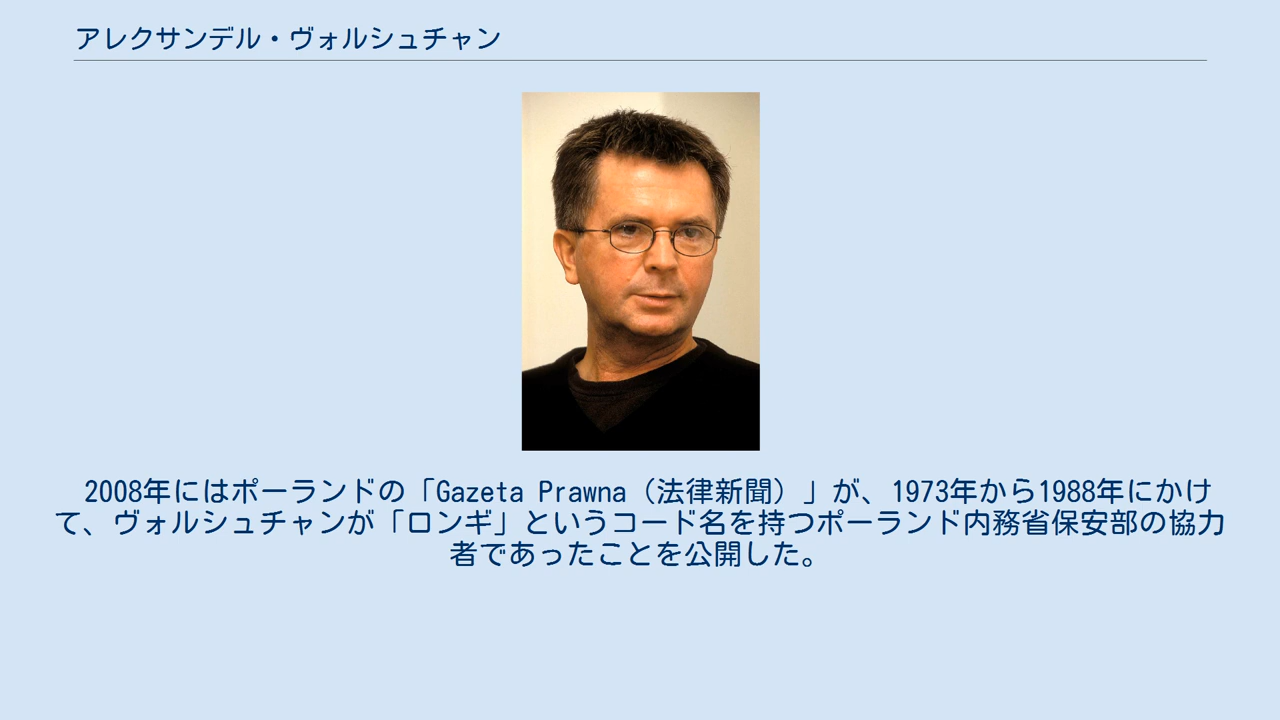 アレクサンデル・ヴォルシュチャン
2008年にはポーランドの「Gazeta Prawna（法律新聞）」が、1973年から1988年にかけ
て、ヴォルシュチャンが「ロンギ」というコード名を持つポーランド内務省保安部の協力
者であったことを公開した。